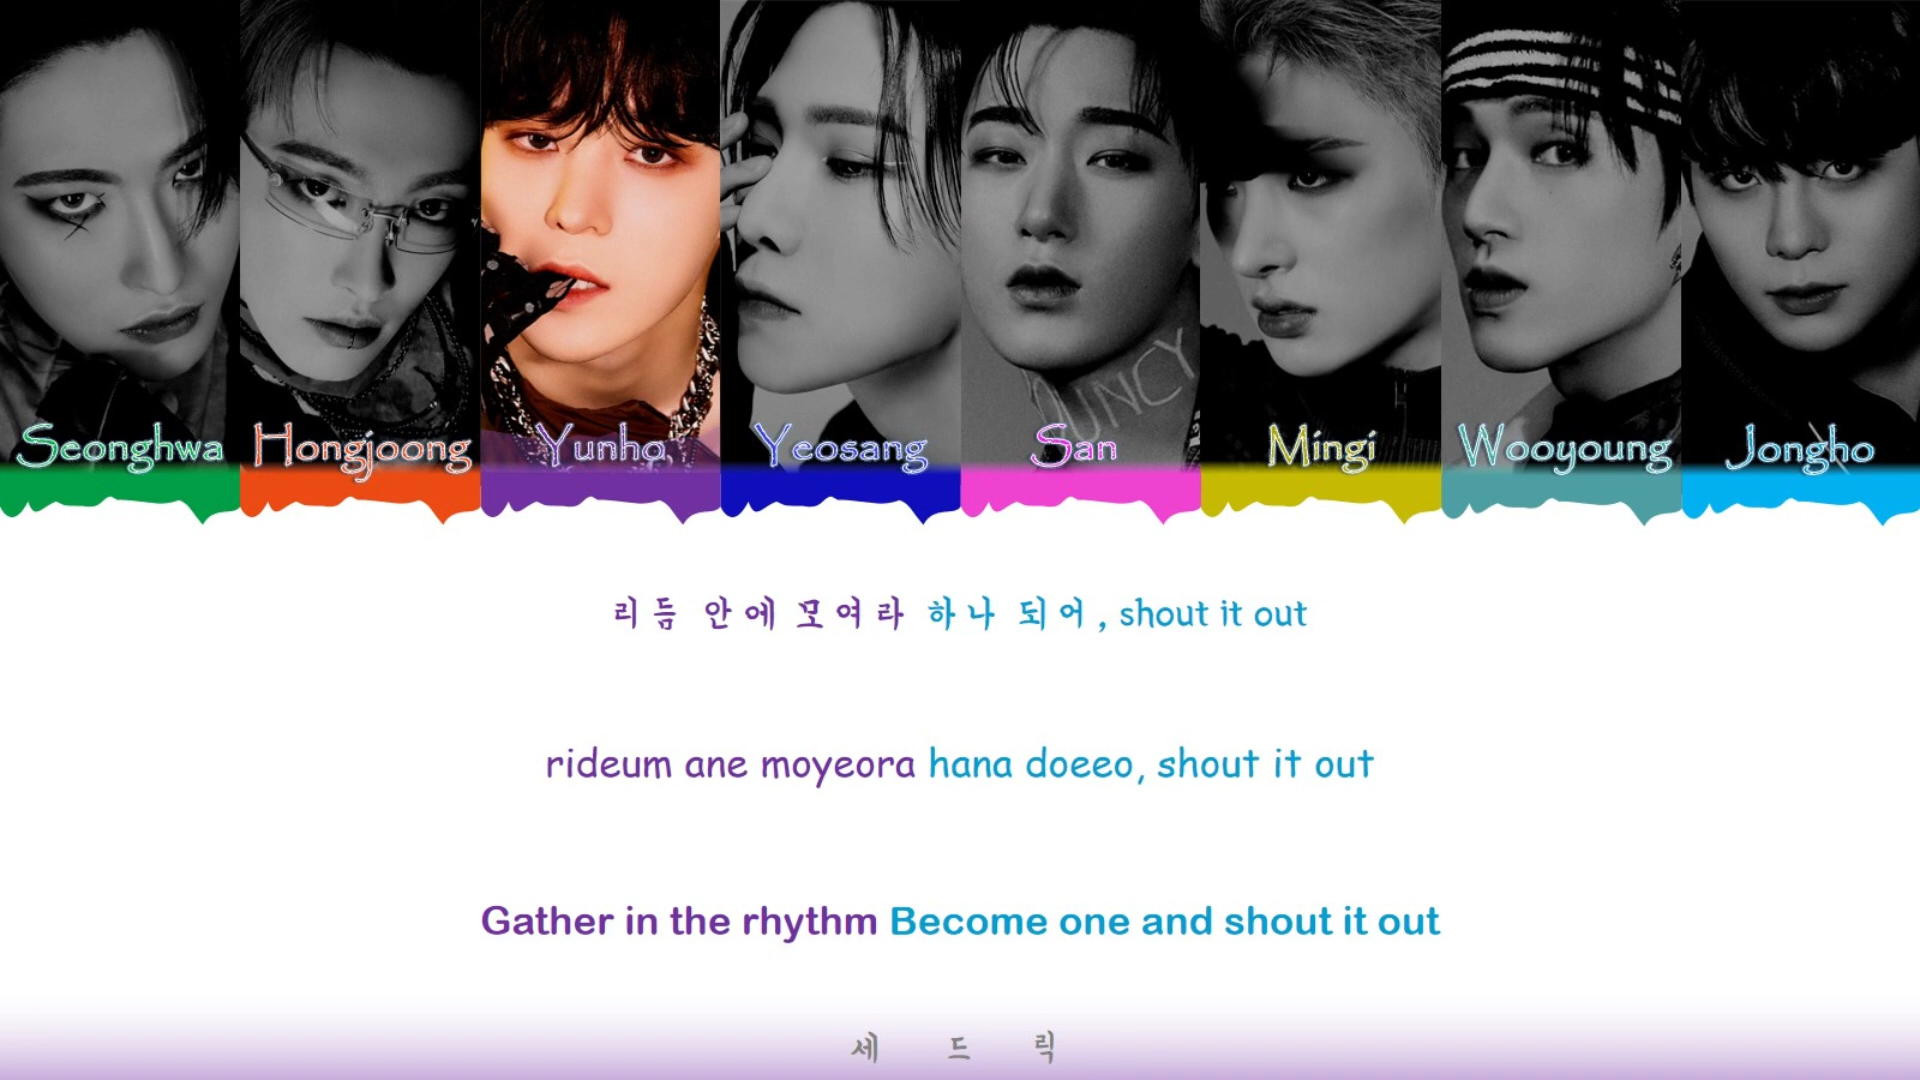 Seonghwa Hongjoong Yunho Yeosang San Mingi Wooyoung Jongho
리듬 안에 모여라 하나 되어, shout it out
rideum ane moyeora hana doeeo, shout it out
Gather in the rhythm Become one and shout it out
세 드 릭